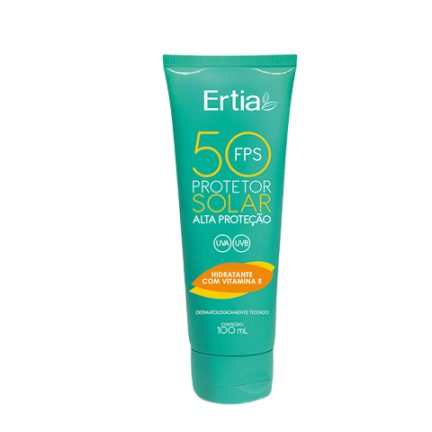 Ertia
50
FPS
PROTETOR
SOLAR
ALTA PROTEÇÃO
UVA UVB
HIDRATANTE
COM VITAMINA E
DERMATOLOGICAMENTE TESTADO
CONTEÚDO
100 mL